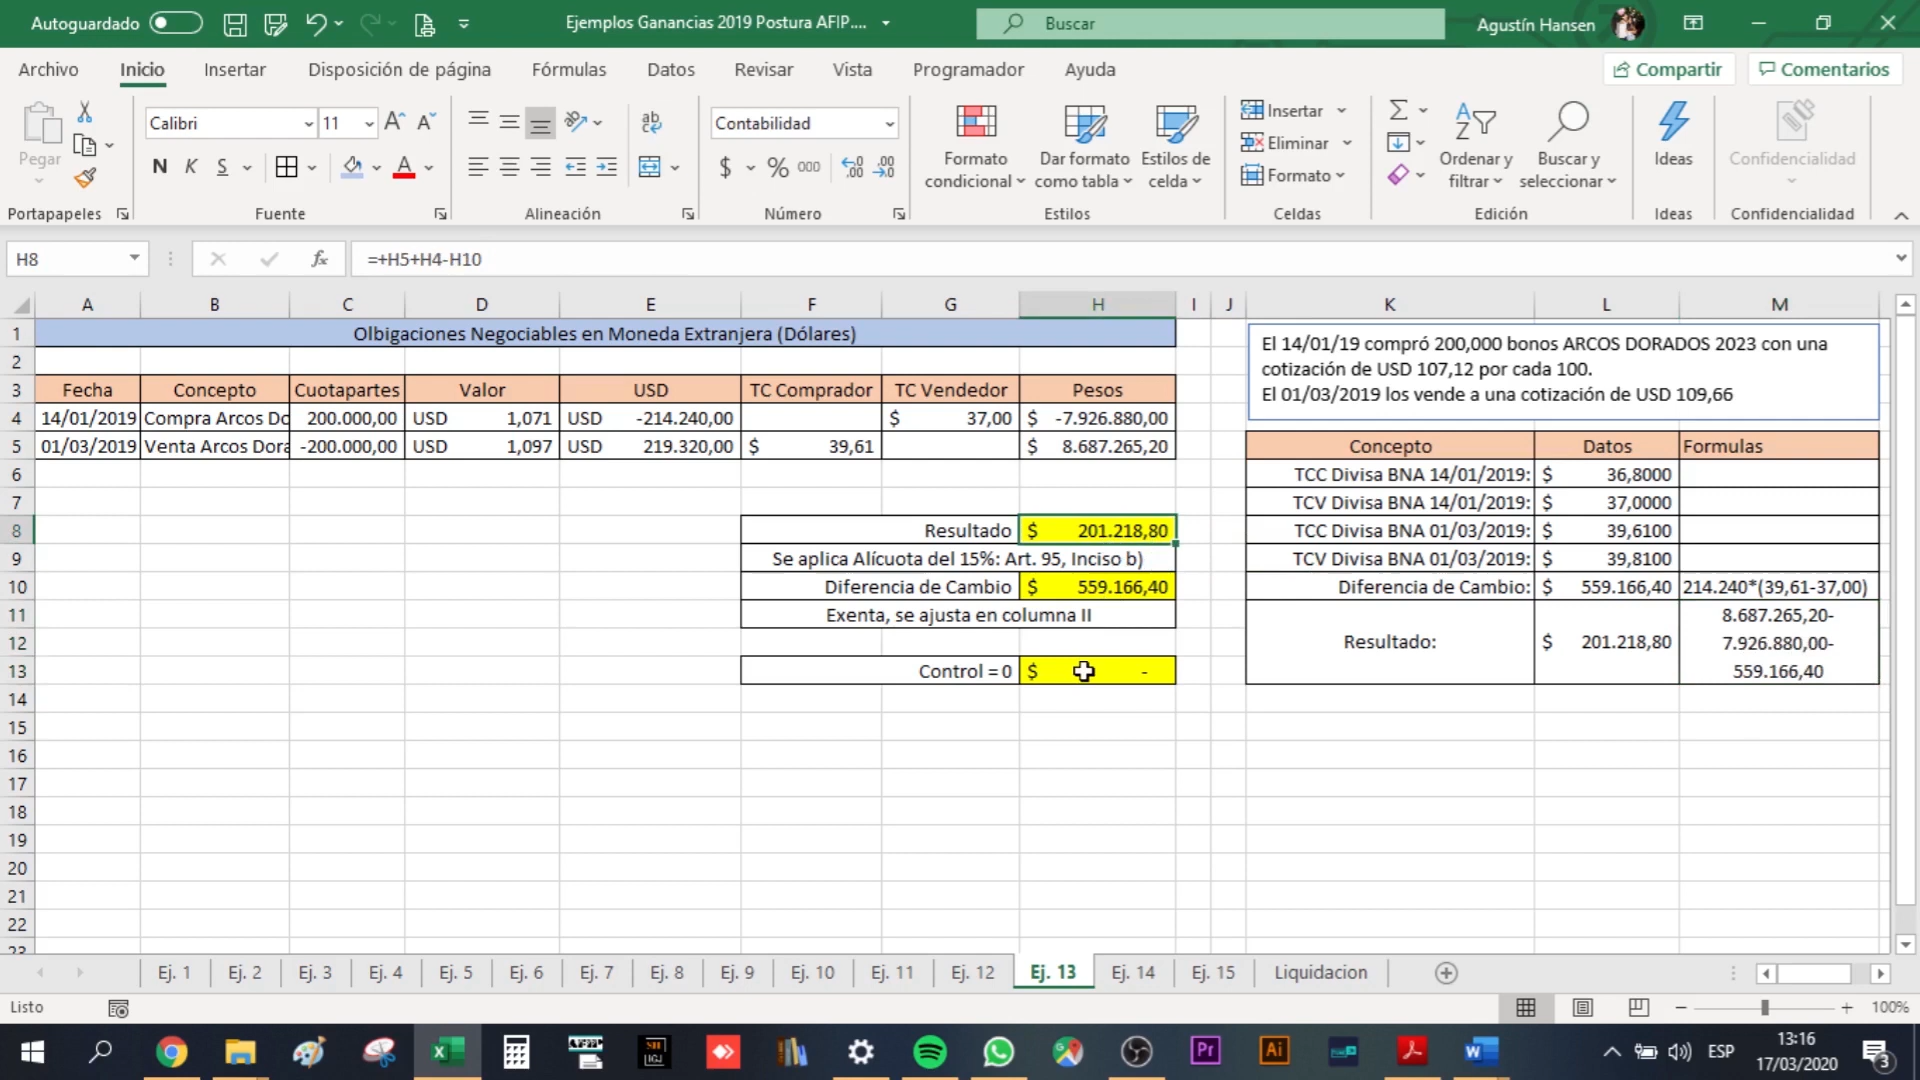 Autoguardado
Ejemplos Ganancias 2019 Postura AFIP....
Buscar
Agustín Hansen
Archivo Inicio Insertar Disposición de página Fórmulas Datos Revisar Vista Programador Ayuda
Compartir Comentarios
Pegar
Portapapeles
Calibri 11
N K S
Fuente
ab
Alineación
Contabilidad
$ % 000
Número
Formato condicional
Dar formato como tabla
Estilos de celda
Estilos
Insertar
Eliminar
Formato
Celdas
Ordenar y filtrar
Buscar y seleccionar
Edición
Ideas
Ideas
Confidencialidad
Confidencialidad
H8 fx =+H5+H4-H10
A B C D E F G H I J K L M
1 Olbigaciones Negociables en Moneda Extranjera (Dólares)
2
3 Fecha Concepto Cuotapartes Valor USD TC Comprador TC Vendedor Pesos
4 14/01/2019 Compra Arcos Do 200.000,00 USD 1,071 USD -214.240,00 $ 37,00 $ -7.926.880,00
5 01/03/2019 Venta Arcos Dora -200.000,00 USD 1,097 USD 219.320,00 $ 39,61 $ 8.687.265,20
6
7
8 Resultado $ 201.218,80
9 Se aplica Alícuota del 15%: Art. 95, Inciso b)
10 Diferencia de Cambio $ 559.166,40
11 Exenta, se ajusta en columna II
12
13 Control = 0 $ -
14
15
16
17
18
19
20
21
22
23
El 14/01/19 compró 200,000 bonos ARCOS DORADOS 2023 con una
cotización de USD 107,12 por cada 100.
El 01/03/2019 los vende a una cotización de USD 109,66
Concepto Datos Formulas
TCC Divisa BNA 14/01/2019: $ 36,8000
TCV Divisa BNA 14/01/2019: $ 37,0000
TCC Divisa BNA 01/03/2019: $ 39,6100
TCV Divisa BNA 01/03/2019: $ 39,8100
Diferencia de Cambio: $ 559.166,40 214.240*(39,61-37,00)
Resultado: $ 201.218,80
8.687.265,20-
7.926.880,00-
559.166,40
Ej. 1 Ej. 2 Ej. 3 Ej. 4 Ej. 5 Ej. 6 Ej. 7 Ej. 8 Ej. 9 Ej. 10 Ej. 11 Ej. 12 Ej. 13 Ej. 14 Ej. 15 Liquidacion
Listo
100%
Pr Ai
ESP
13:16
17/03/2020
3